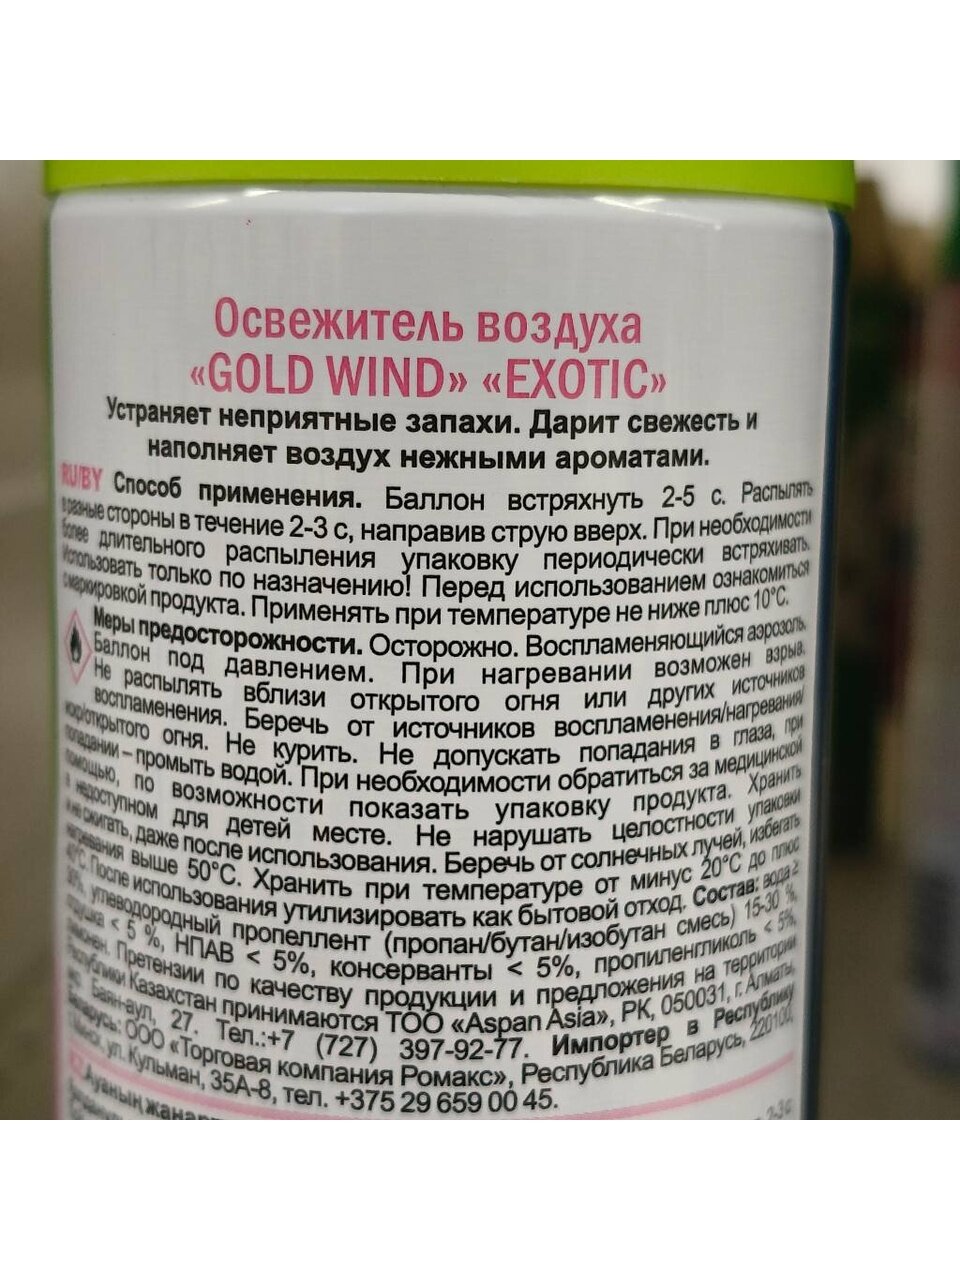 Освежитель воздуха
«GOLD WIND» «EXOTIC»
Устраняет неприятные запахи. Дарит свежесть и
наполняет воздух нежными ароматами.
RU/BY Способ применения. Баллон встряхнуть 2-5 с. Распылять
в разные стороны в течение 2-3 с, направив струю вверх. При необходимости
более длительного распыления упаковку периодически встряхивать.
Использовать только по назначению! Перед использованием ознакомиться
с маркировкой продукта. Применять при температуре не ниже плюс 10°C.
Меры предосторожности. Осторожно. Воспламеняющийся аэрозоль.
Баллон под давлением. При нагревании возможен взрыв.
Не распылять вблизи открытого огня или других источников
воспламенения. Беречь от источников воспламенения/нагревания/
искр/открытого огня. Не курить. Не допускать попадания в глаза, при
попадании – промыть водой. При необходимости обратиться за медицинской
помощью, по возможности показать упаковку продукта. Хранить
в недоступном для детей месте. Не нарушать целостности упаковки
и не сжигать, даже после использования. Беречь от солнечных лучей, избегать
нагревания выше 50°C. Хранить при температуре от минус 20°C до плюс
40°C. После использования утилизировать как бытовой отход. Состав: вода ≥
30%, углеводородный пропеллент (пропан/бутан/изобутан смесь) 15-30 %,
отдушка < 5 %, НПАВ < 5%, консерванты < 5%, пропиленгликоль < 5%,
лимонен. Претензии по качеству продукции и предложения на территории
Республики Казахстан принимаются ТОО «Aspan Asia», РК, 050031, г. Алматы,
Баян-аул, 27. Тел.:+7 (727) 397-92-77. Импортер в Республику
Беларусь: ООО «Торговая компания Ромакс», Республика Беларусь, 220100,
г. Минск, ул. Кульман, 35А-8, тел. +375 29 659 00 45.
KZ Ауаның жанарт
2-3 с